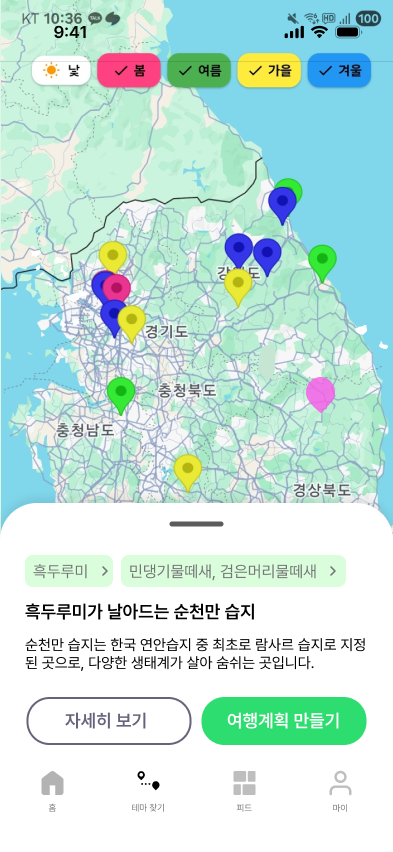 KT 10:36 TALK HD 100
9:41
낮 봄 여름 가을 겨울
경기도
충청북도
충청남도
경상북도
흑두루미 민댕기물떼새, 검은머리물떼새
흑두루미가 날아드는 순천만 습지
순천만 습지는 한국 연안습지 중 최초로 람사르 습지로 지정
된 곳으로, 다양한 생태계가 살아 숨쉬는 곳입니다.
자세히 보기 여행계획 만들기
홈 테마 찾기 피드 마이